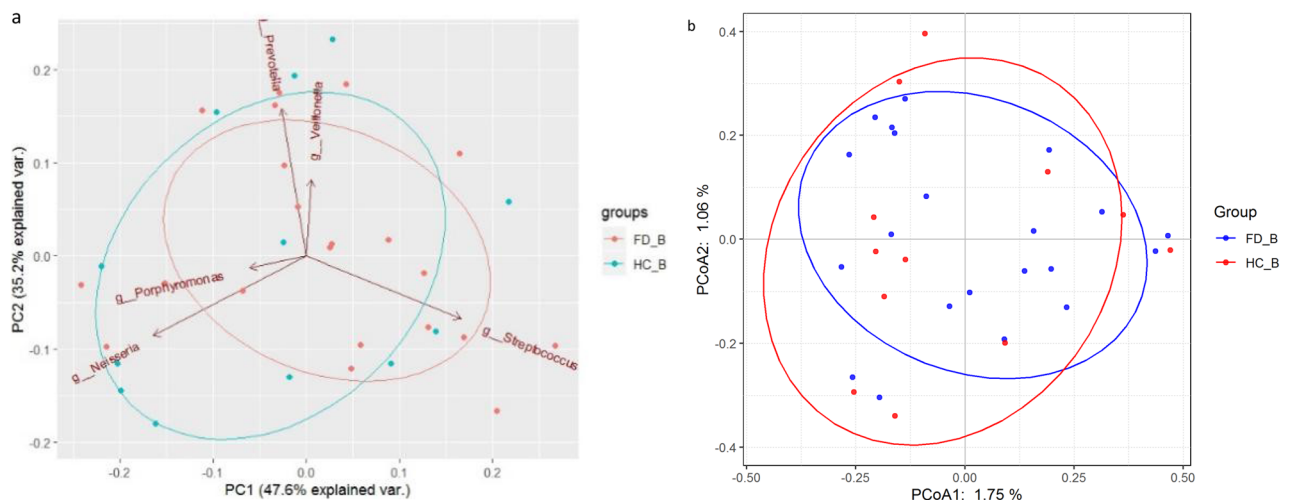 a
PC2 (35.2% explained var.)
0.2
0.1
0.0
-0.1
-0.2
-0.2
-0.1
0.0
0.1
0.2
PC1 (47.6% explained var.)
g__Veillonella
g__Porphyromonas
g__Neisseria
g__Streptococcus
groups
FD_B
HC_B
b
PCoA2: 1.06 %
0.4
0.2
0.0
-0.2
-0.4
-0.50
-0.25
0.00
0.25
0.50
PCoA1: 1.75 %
Group
FD_B
HC_B